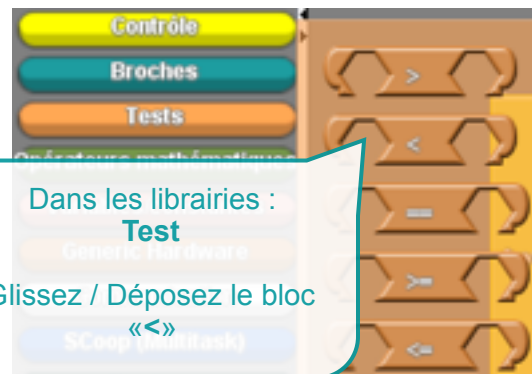 Contrôle
Broches
Tests
Opérateurs mathématiques
Generic Hardware
SCoop (Multitask)
>
<
==
>=
<=
Dans les librairies :
Test
Glissez / Déposez le bloc
«<»